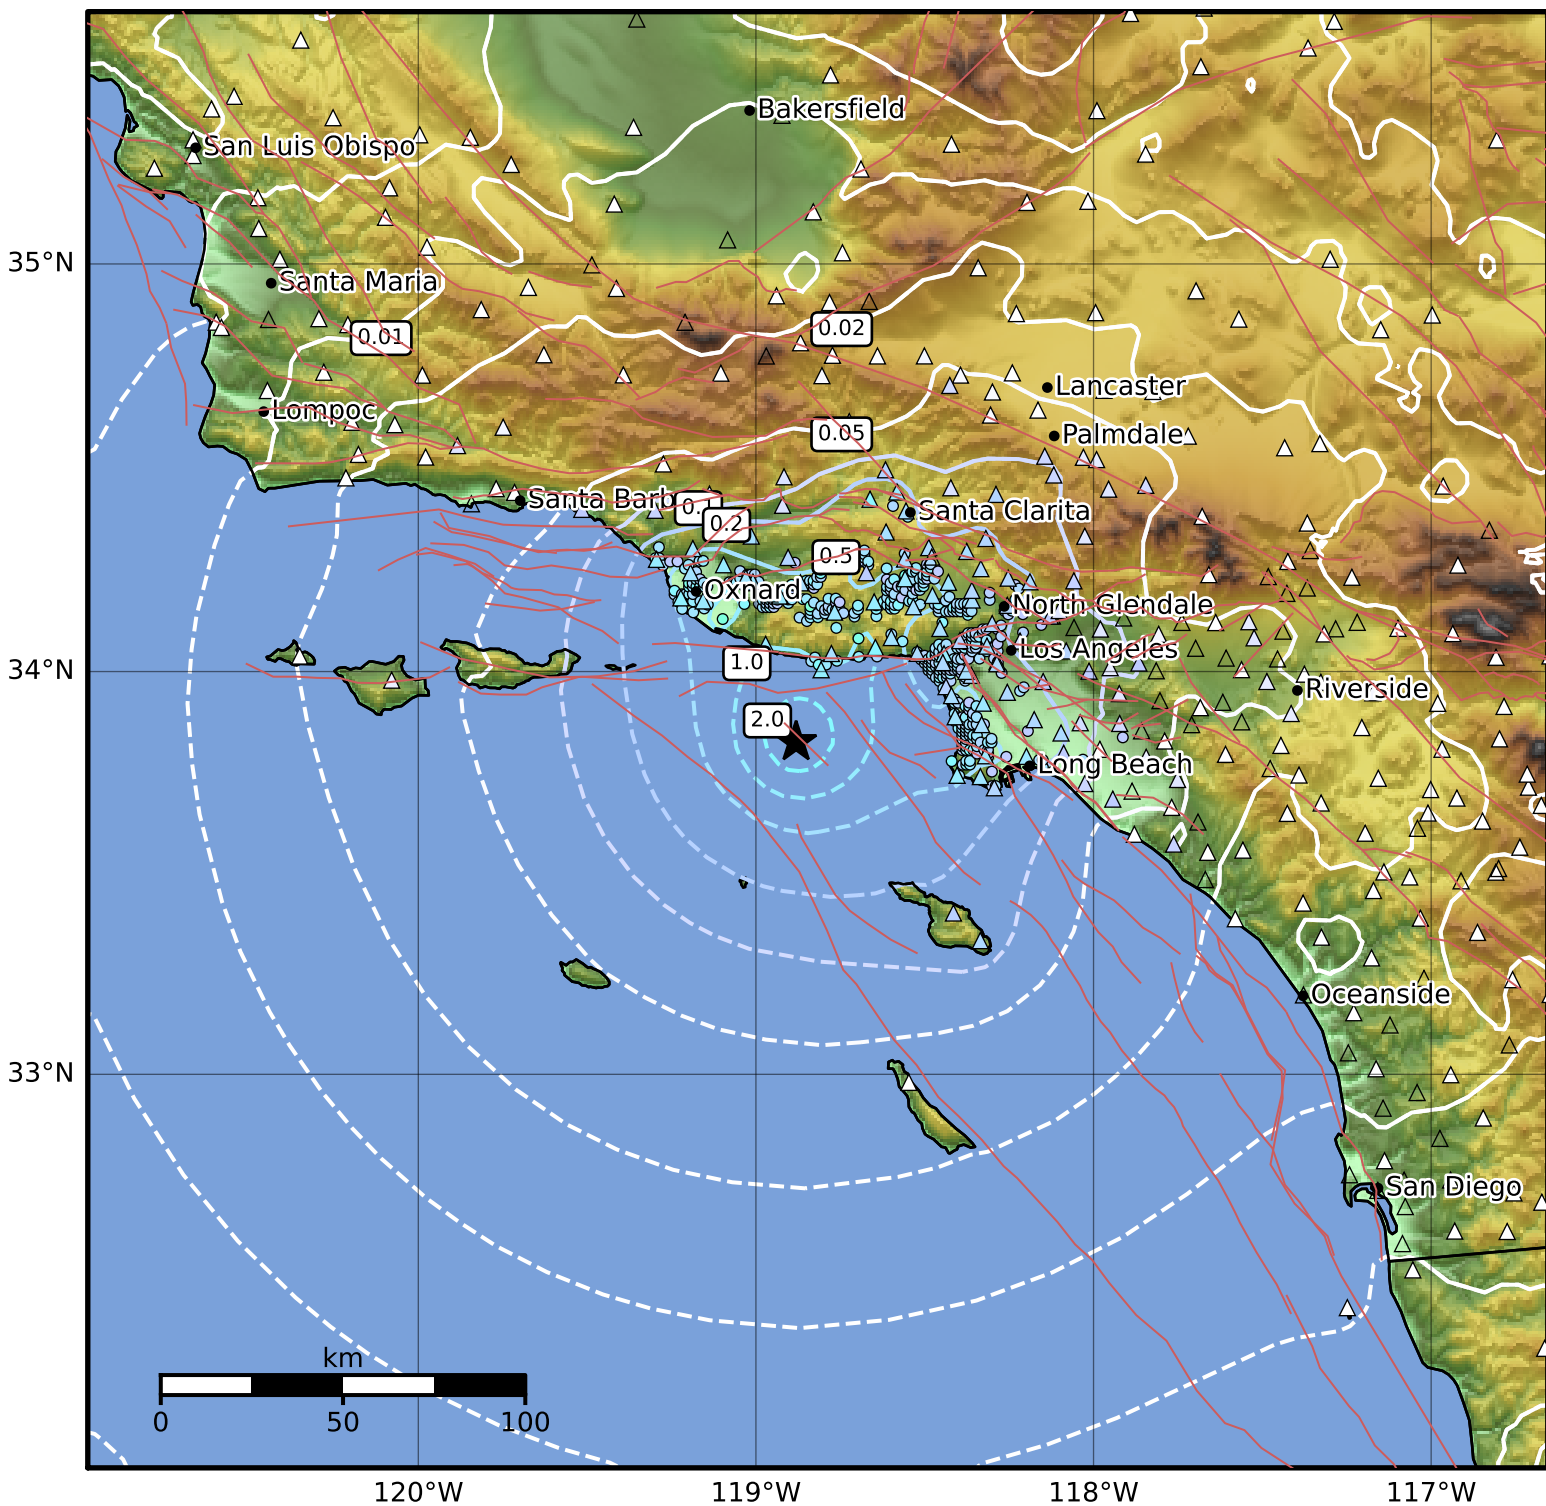 Bakersfield
San Luis Obispo
35°N
Santa Maria
0.01
0.02
Lancaster
Lompoc
0.05
Palmdale
Santa Barb
0.2
Santa Clarita
0.5
Oxnard
North Glendale
Los Angeles
34°N
1.0
Riverside
2.0
Long Beach
Oceanside
33°N
San Diego
km
0 50 100
120°W 119°W 118°W 117°W